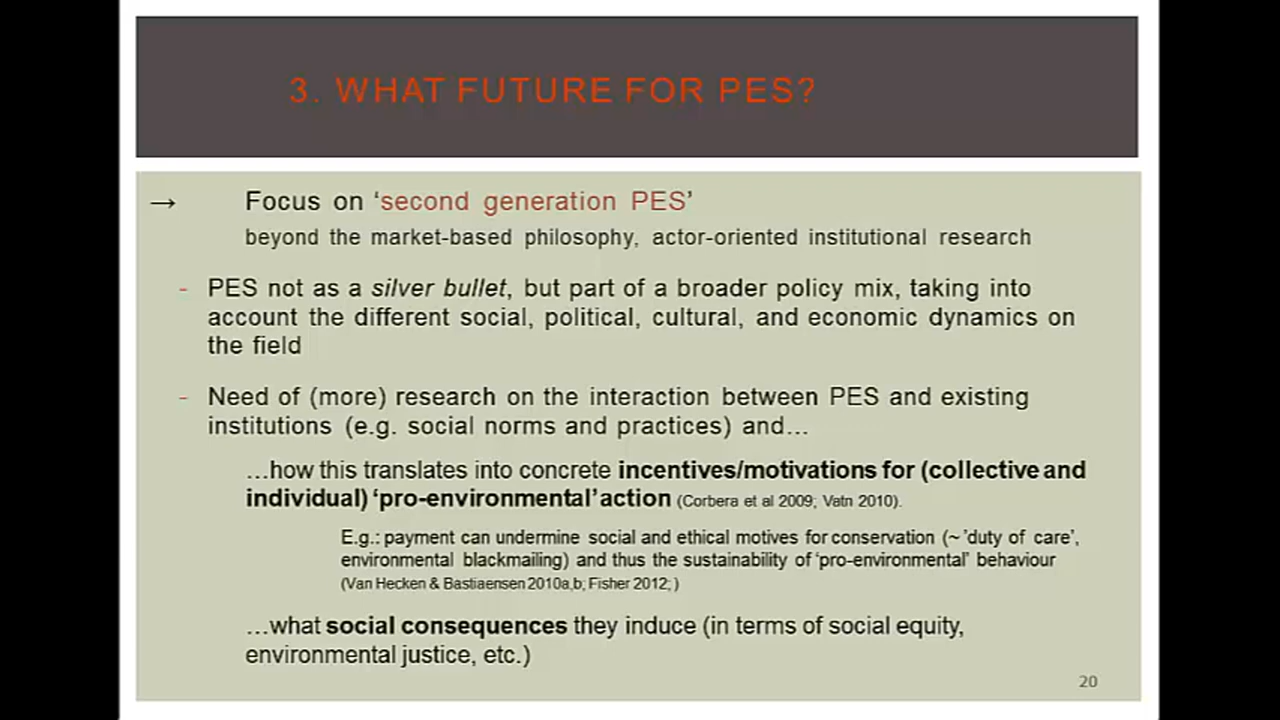 3. WHAT FUTURE FOR PES?
→ Focus on ‘second generation PES’
beyond the market-based philosophy, actor-oriented institutional research
- PES not as a silver bullet, but part of a broader policy mix, taking into
account the different social, political, cultural, and economic dynamics on
the field
- Need of (more) research on the interaction between PES and existing
institutions (e.g. social norms and practices) and…
…how this translates into concrete incentives/motivations for (collective and
individual) ‘pro-environmental’ action (Corbera et al 2009; Vatn 2010).
E.g.: payment can undermine social and ethical motives for conservation (~ ’duty of care’,
environmental blackmailing) and thus the sustainability of ‘pro-environmental’ behaviour
(Van Hecken & Bastiaensen 2010a,b; Fisher 2012; )
…what social consequences they induce (in terms of social equity,
environmental justice, etc.)
20